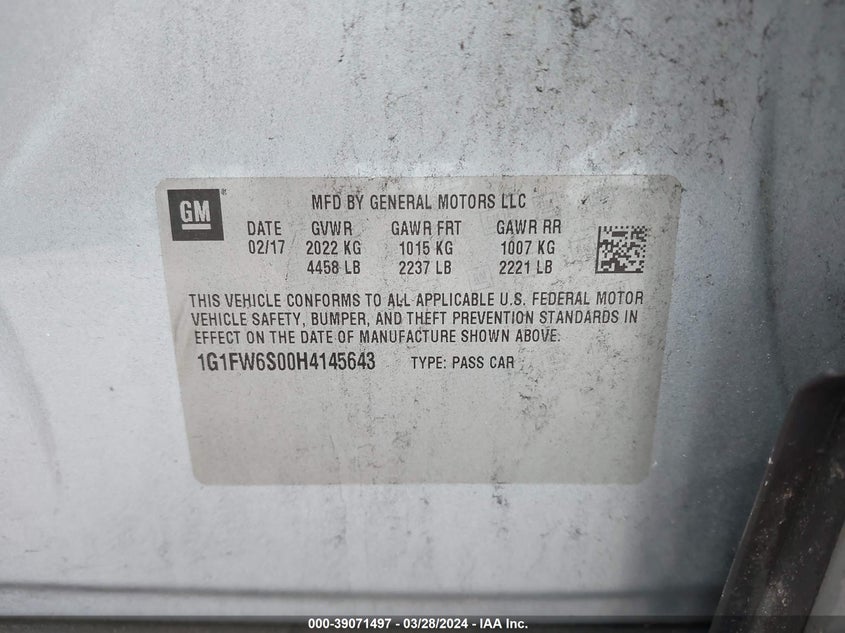 GM®
MFD BY GENERAL MOTORS LLC
DATE GVWR GAWR FRT GAWR RR
02/17 2022 KG 1015 KG 1007 KG
4458 LB 2237 LB 2221 LB
THIS VEHICLE CONFORMS TO ALL APPLICABLE U.S. FEDERAL MOTOR
VEHICLE SAFETY, BUMPER, AND THEFT PREVENTION STANDARDS IN
EFFECT ON THE DATE OF MANUFACTURE SHOWN ABOVE.
1G1FW6S00H4145643 TYPE: PASS CAR
000-39071497 - 03/28/2024 - IAA Inc.